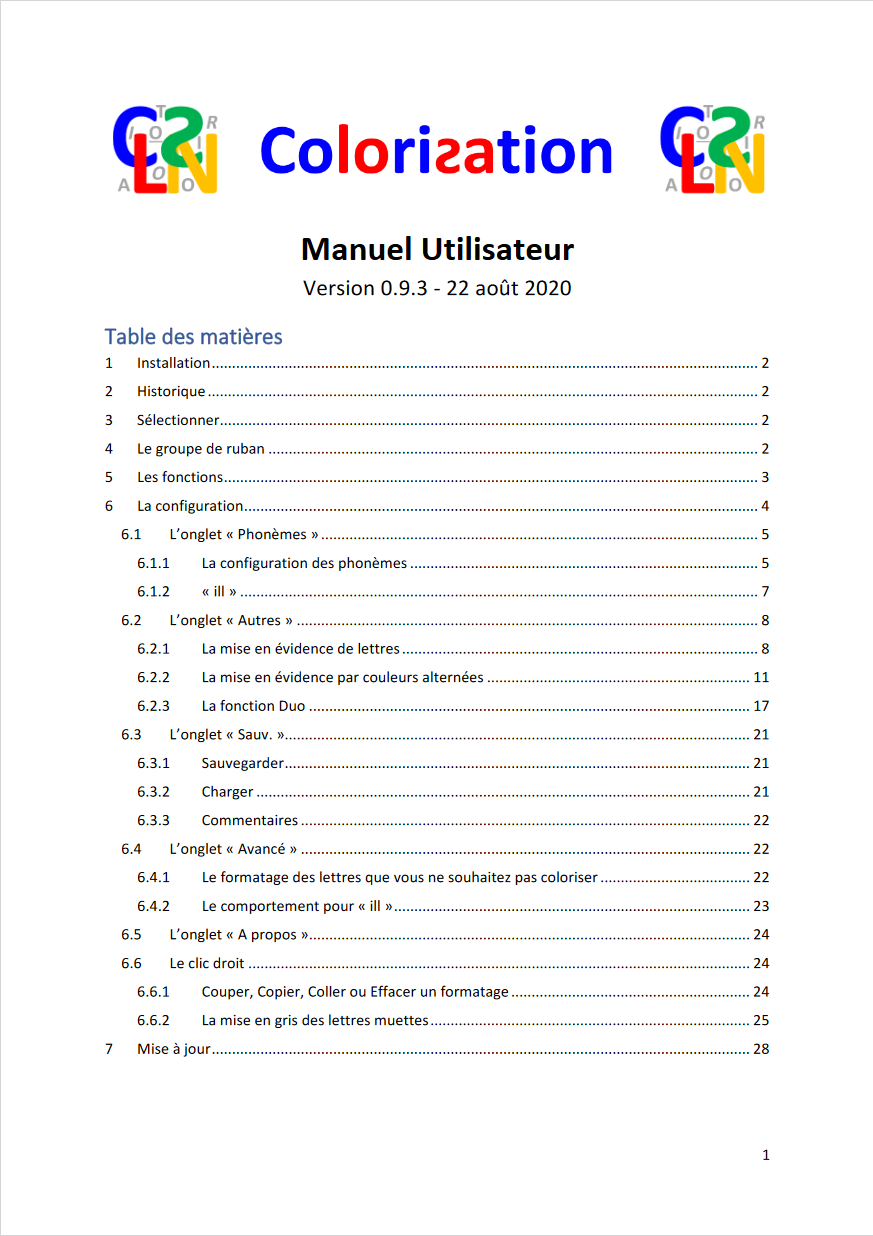 Colorisation
Manuel Utilisateur
Version 0.9.3 - 22 août 2020
Table des matières
1 Installation 2
2 Historique 2
3 Sélectionner 2
4 Le groupe de ruban 2
5 Les fonctions 3
6 La configuration 4
6.1 L’onglet « Phonèmes » 5
6.1.1 La configuration des phonèmes 5
6.1.2 « ill » 7
6.2 L’onglet « Autres » 8
6.2.1 La mise en évidence de lettres 8
6.2.2 La mise en évidence par couleurs alternées 11
6.2.3 La fonction Duo 17
6.3 L’onglet « Sauv. » 21
6.3.1 Sauvegarder 21
6.3.2 Charger 21
6.3.3 Commentaires 22
6.4 L’onglet « Avancé » 22
6.4.1 Le formatage des lettres que vous ne souhaitez pas coloriser 22
6.4.2 Le comportement pour « ill » 23
6.5 L’onglet « A propos » 24
6.6 Le clic droit 24
6.6.1 Couper, Copier, Coller ou Effacer un formatage 24
6.6.2 La mise en gris des lettres muettes 25
7 Mise à jour 28
1